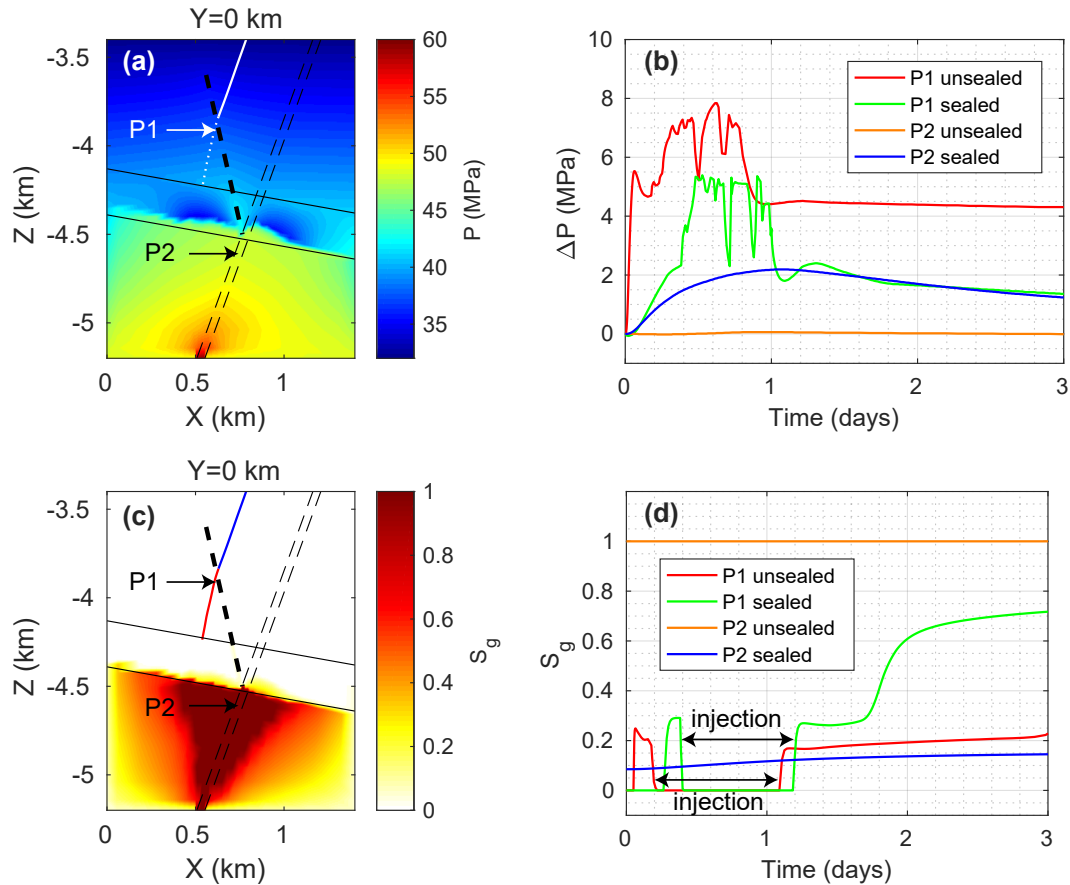 Y=0 km
(a)
P1
P2
-3.4
-4
-4.5
-5
Z (km)
0
0.5
1
X (km)
60
55
50
45
40
35
P (MPa)
(b)
P1 unsealed
P1 sealed
P2 unsealed
P2 sealed
10
8
6
4
2
0
ΔP (MPa)
0
1
2
3
Time (days)
Y=0 km
(c)
P1
P2
-3.5
-4
-4.5
-5
Z (km)
0
0.5
1
X (km)
1
0.8
0.6
0.4
0.2
0
S_g
(d)
P1 unsealed
P1 sealed
P2 unsealed
P2 sealed
injection
injection
1
0.8
0.6
0.4
0.2
0
S_g
0
1
2
3
Time (days)